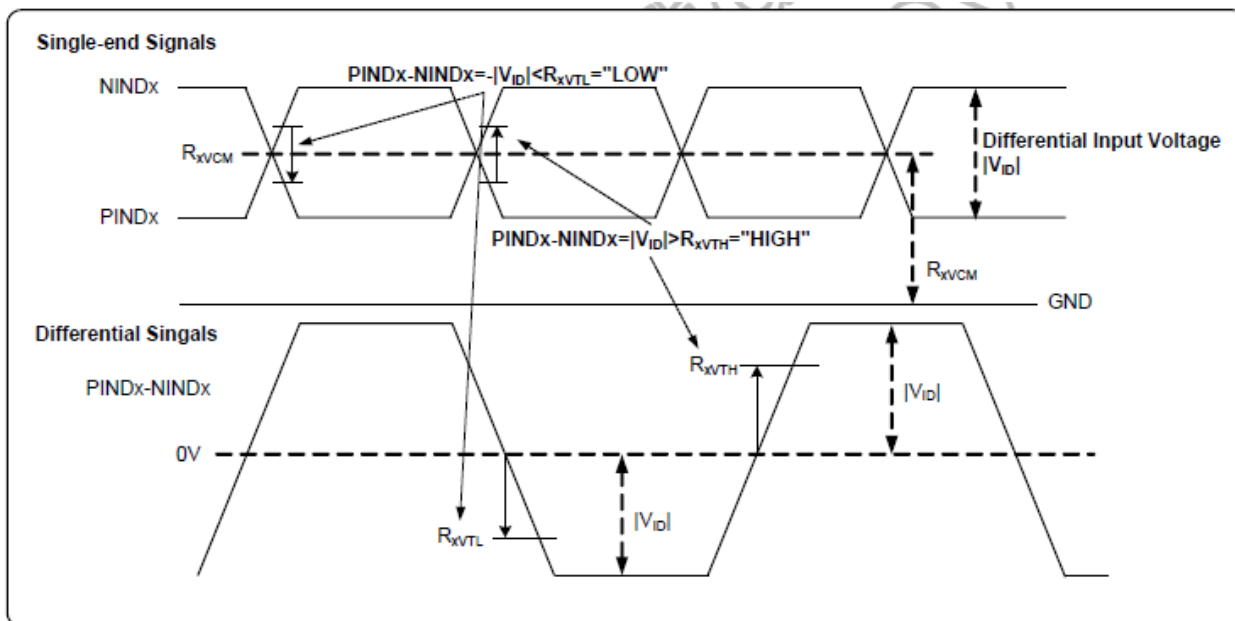 Single-end Signals
PINDx-NINDx=-|VID|<RxVTL="LOW"
NINDx
RxVCM
Differential Input Voltage
|VID|
PINDx
PINDx-NINDx=|VID|>RxVTH="HIGH"
RxVCM
GND
Differential Singals
PINDx-NINDx
RxVTH
|VID|
0V
RxVTL
|VID|